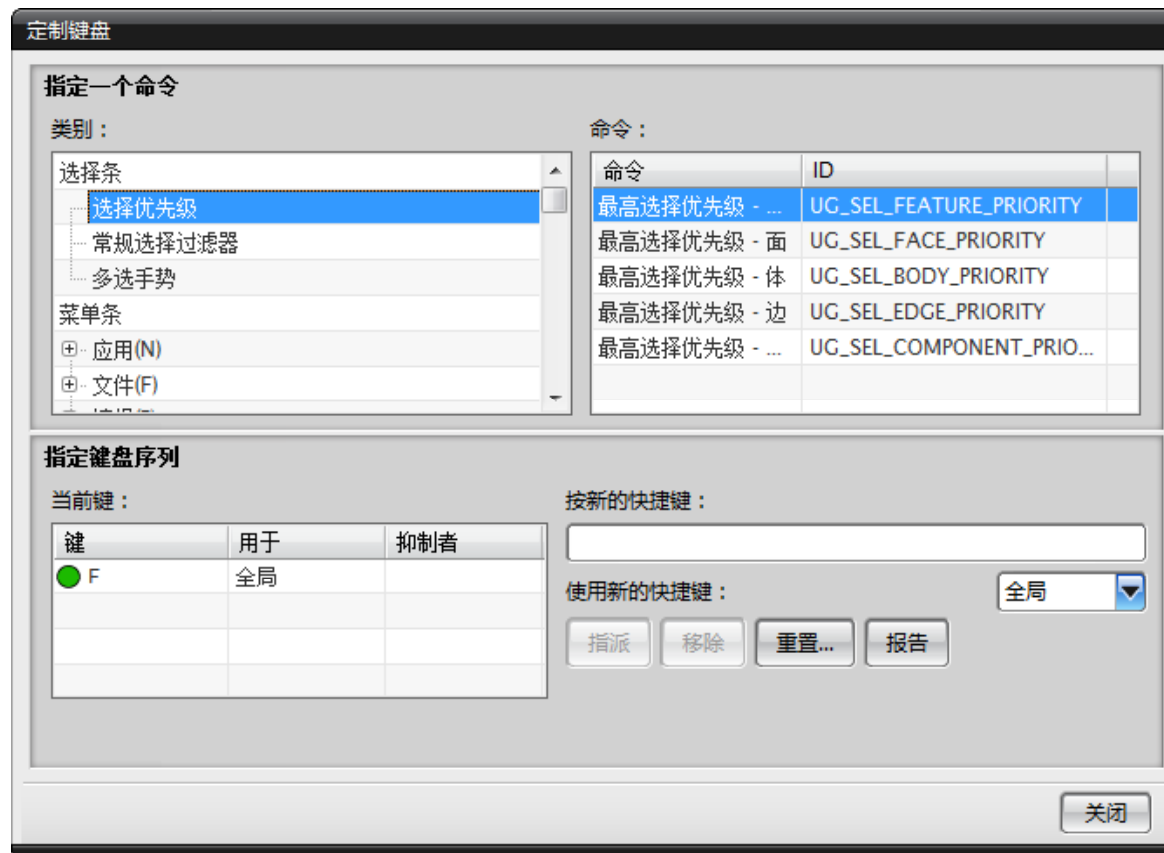 定制键盘
指定一个命令
类别：
命令：
选择条
选择优先级
常规选择过滤器
多选手势
菜单条
应用(N)
文件(F)
命令 ID
最高选择优先级 - ... UG_SEL_FEATURE_PRIORITY
最高选择优先级 - 面 UG_SEL_FACE_PRIORITY
最高选择优先级 - 体 UG_SEL_BODY_PRIORITY
最高选择优先级 - 边 UG_SEL_EDGE_PRIORITY
最高选择优先级 - ... UG_SEL_COMPONENT_PRIO...
指定键盘序列
当前键：
键 用于 抑制者
F 全局
按新的快捷键：
使用新的快捷键： 全局
指派 移除 重置... 报告
关闭